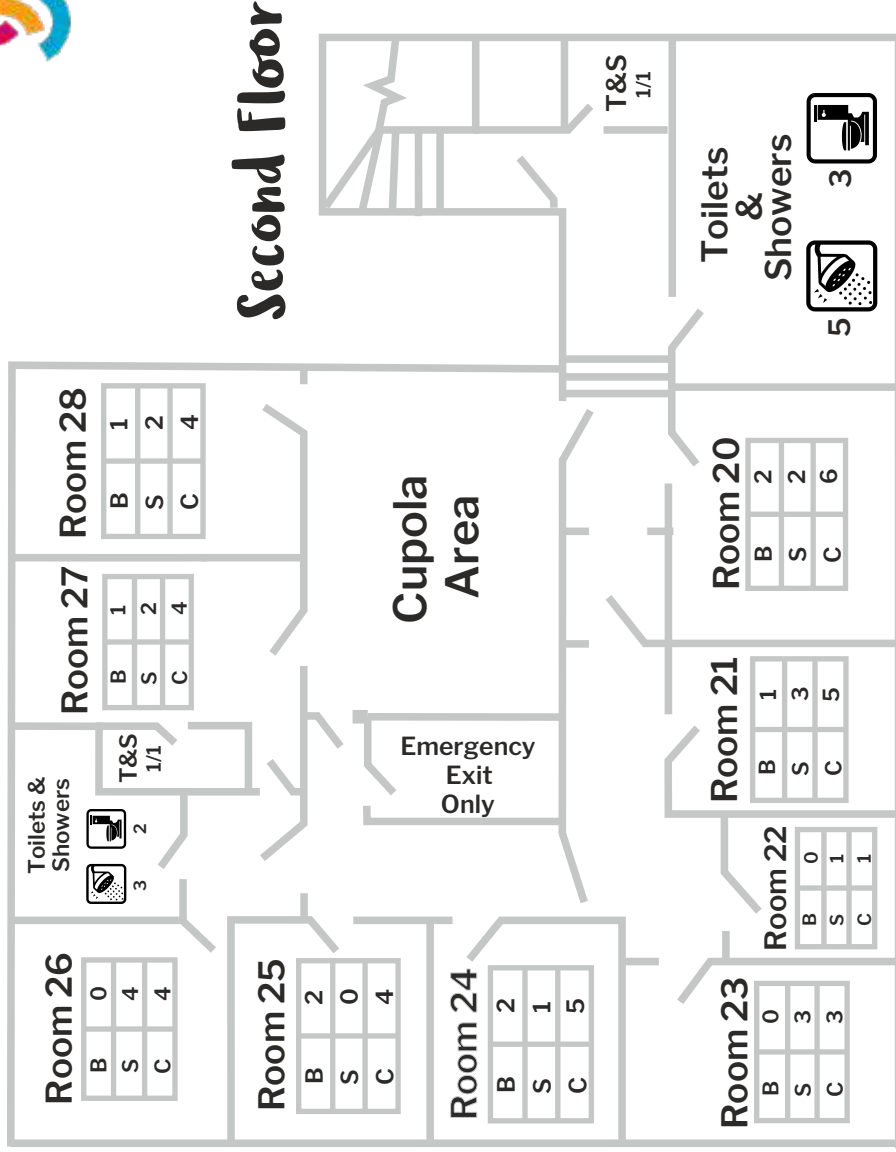 Second Floor
Room 26
B 0
S 4
C 4
Toilets &
Showers
3
2
T&S
1/1
Room 27
B 1
S 2
C 4
Room 28
B 1
S 2
C 4
Room 25
B 2
S 0
C 4
Room 24
B 2
S 1
C 5
Emergency
Exit
Only
Cupola
Area
T&S
1/1
Room 23
B 0
S 3
C 3
Room 22
B 0
S 1
C 1
Room 21
B 1
S 3
C 5
Room 20
B 2
S 2
C 6
Toilets
&
Showers
5
3